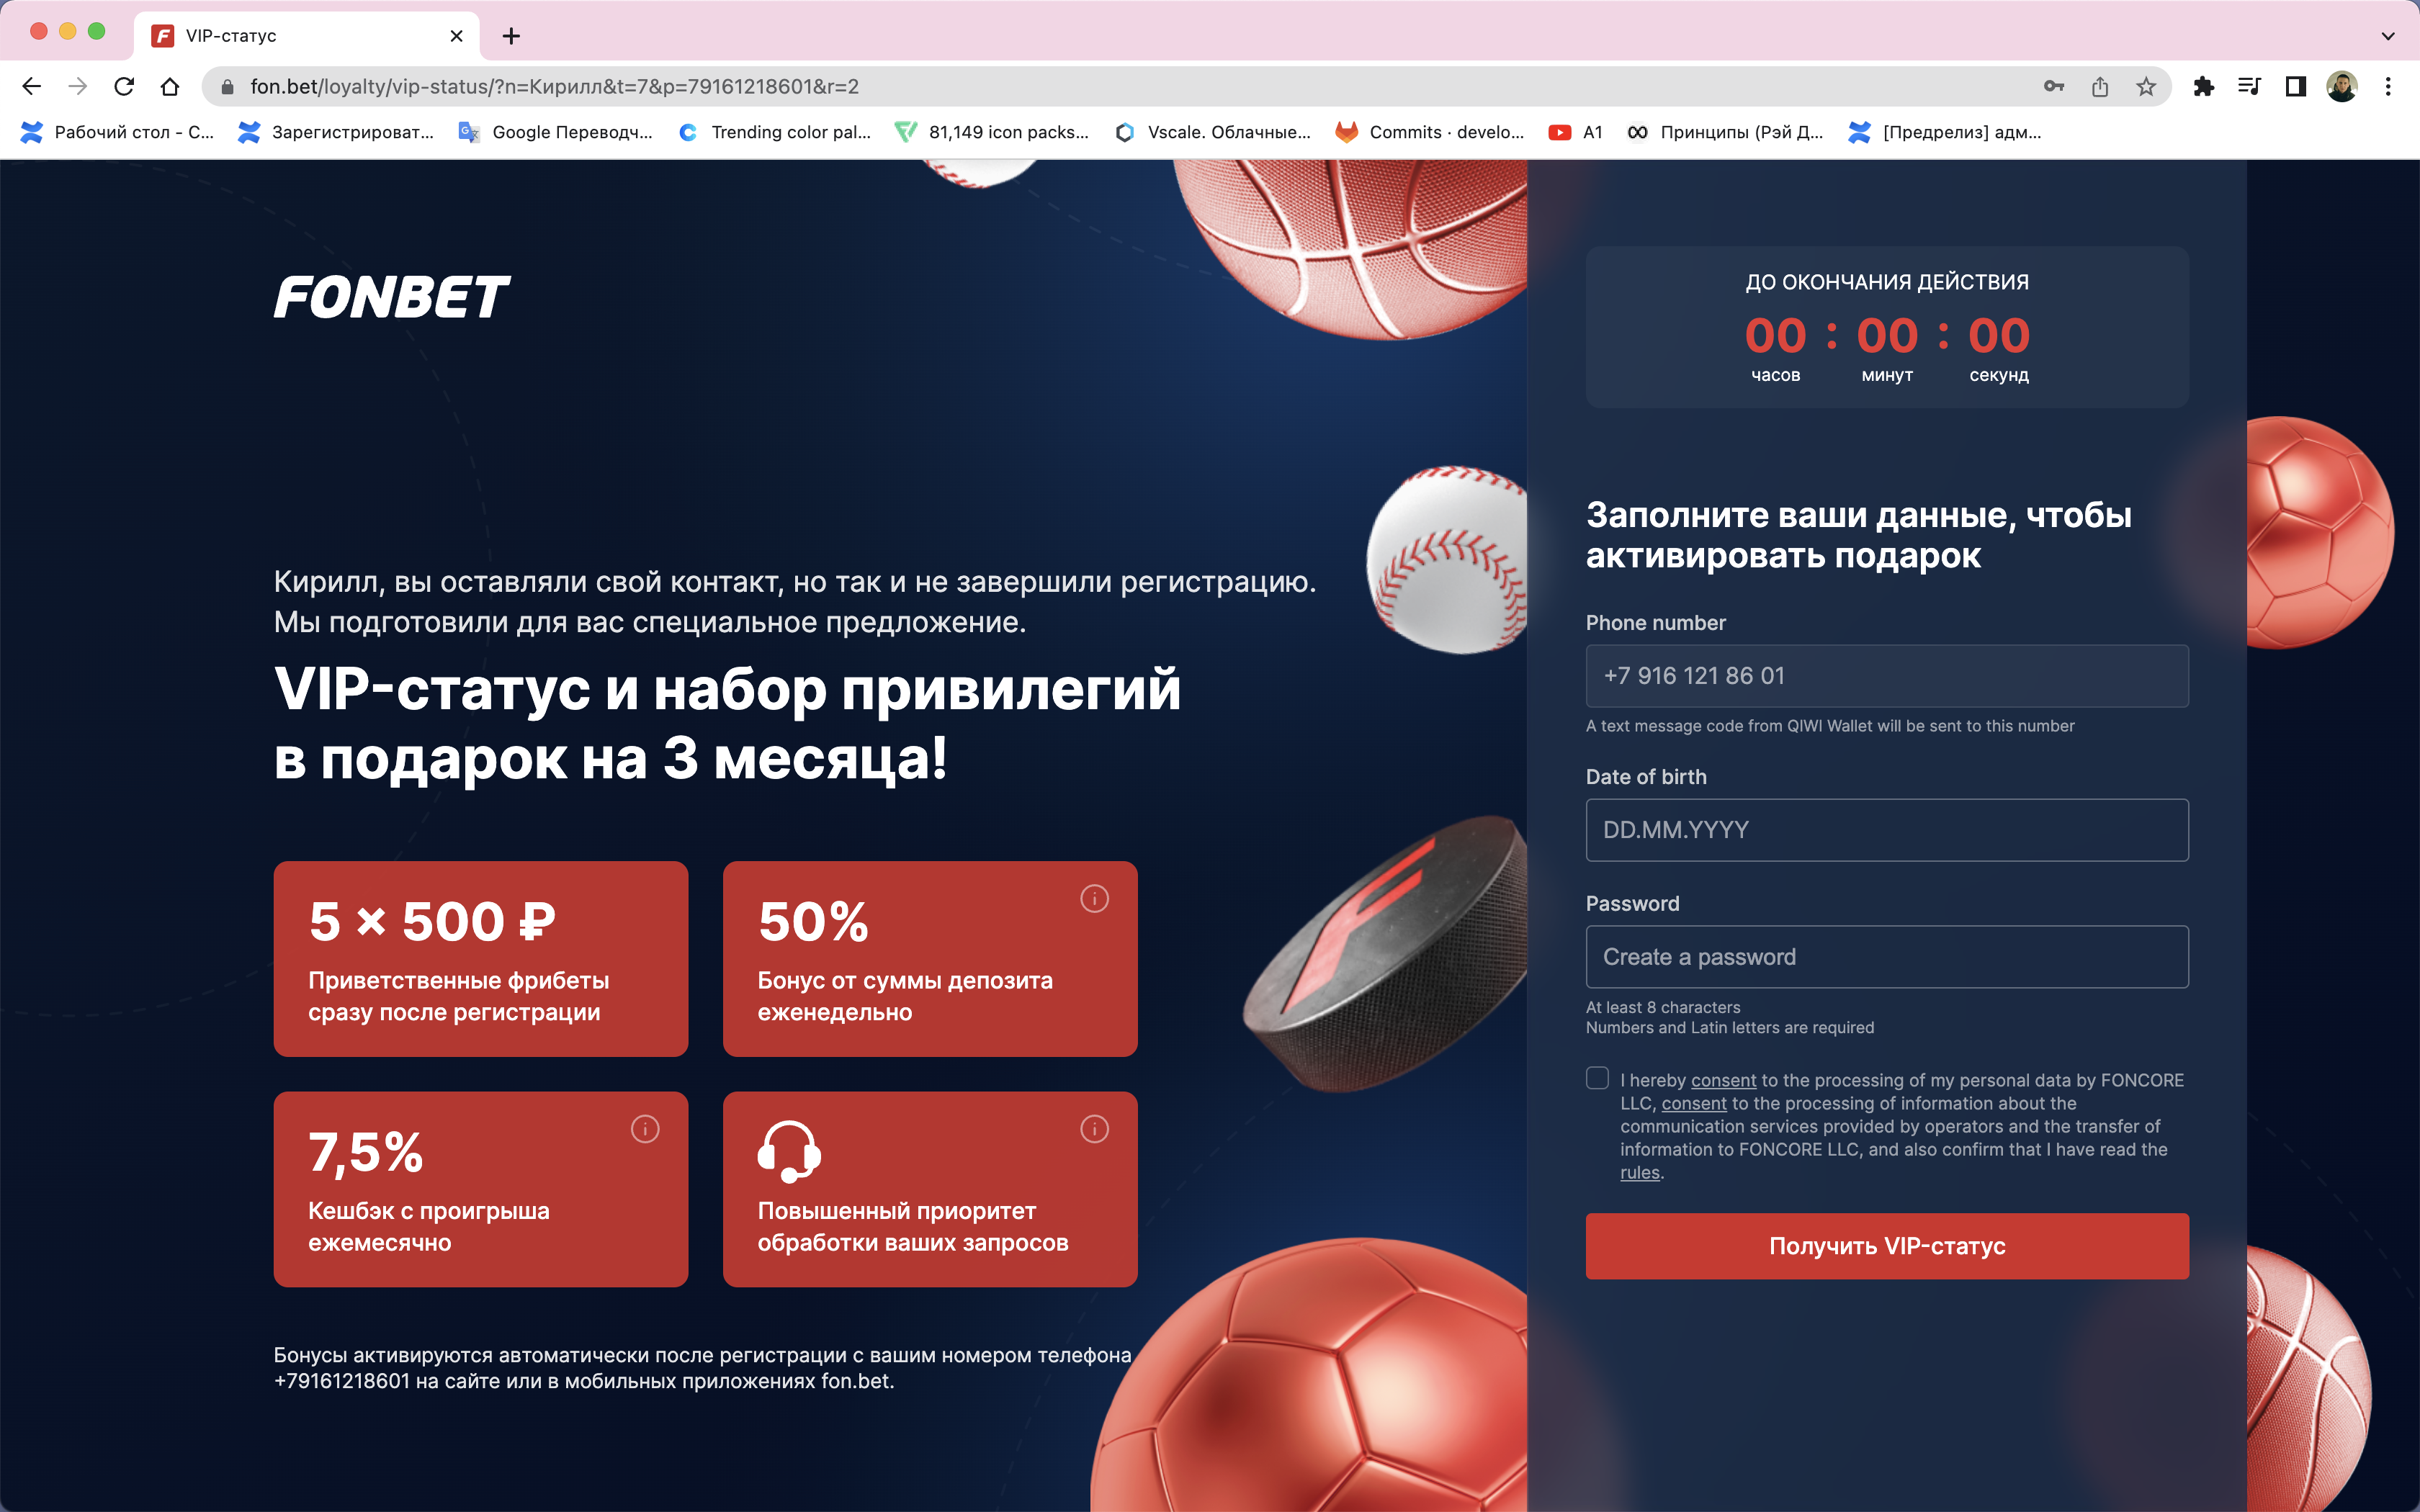 VIP-статус
fon.bet/loyalty/vip-status/?n=Кирилл&t=7&p=79161218601&r=2
Рабочий стол - С...
Зарегистрироват...
Google Переводч...
Trending color pal...
81,149 icon packs...
Vscale. Облачные...
Commits · develo...
A1
Принципы (Рэй Д...
[Предрелиз] адм...
FONBET
Кирилл, вы оставляли свой контакт, но так и не завершили регистрацию.
Мы подготовили для вас специальное предложение.
VIP-статус и набор привилегий
в подарок на 3 месяца!
5 × 500 ₽
Приветственные фрибеты
сразу после регистрации
50%
Бонус от суммы депозита
еженедельно
7,5%
Кешбэк с проигрыша
ежемесячно
Повышенный приоритет
обработки ваших запросов
Бонусы активируются автоматически после регистрации с вашим номером телефона
+79161218601 на сайте или в мобильных приложениях fon.bet.
ДО ОКОНЧАНИЯ ДЕЙСТВИЯ
00 : 00 : 00
часов минут секунд
Заполните ваши данные, чтобы
активировать подарок
Phone number
+7 916 121 86 01
A text message code from QIWI Wallet will be sent to this number
Date of birth
DD.MM.YYYY
Password
Create a password
At least 8 characters
Numbers and Latin letters are required
I hereby consent to the processing of my personal data by FONCORE
LLC, consent to the processing of information about the
communication services provided by operators and the transfer of
information to FONCORE LLC, and also confirm that I have read the
rules.
Получить VIP-статус